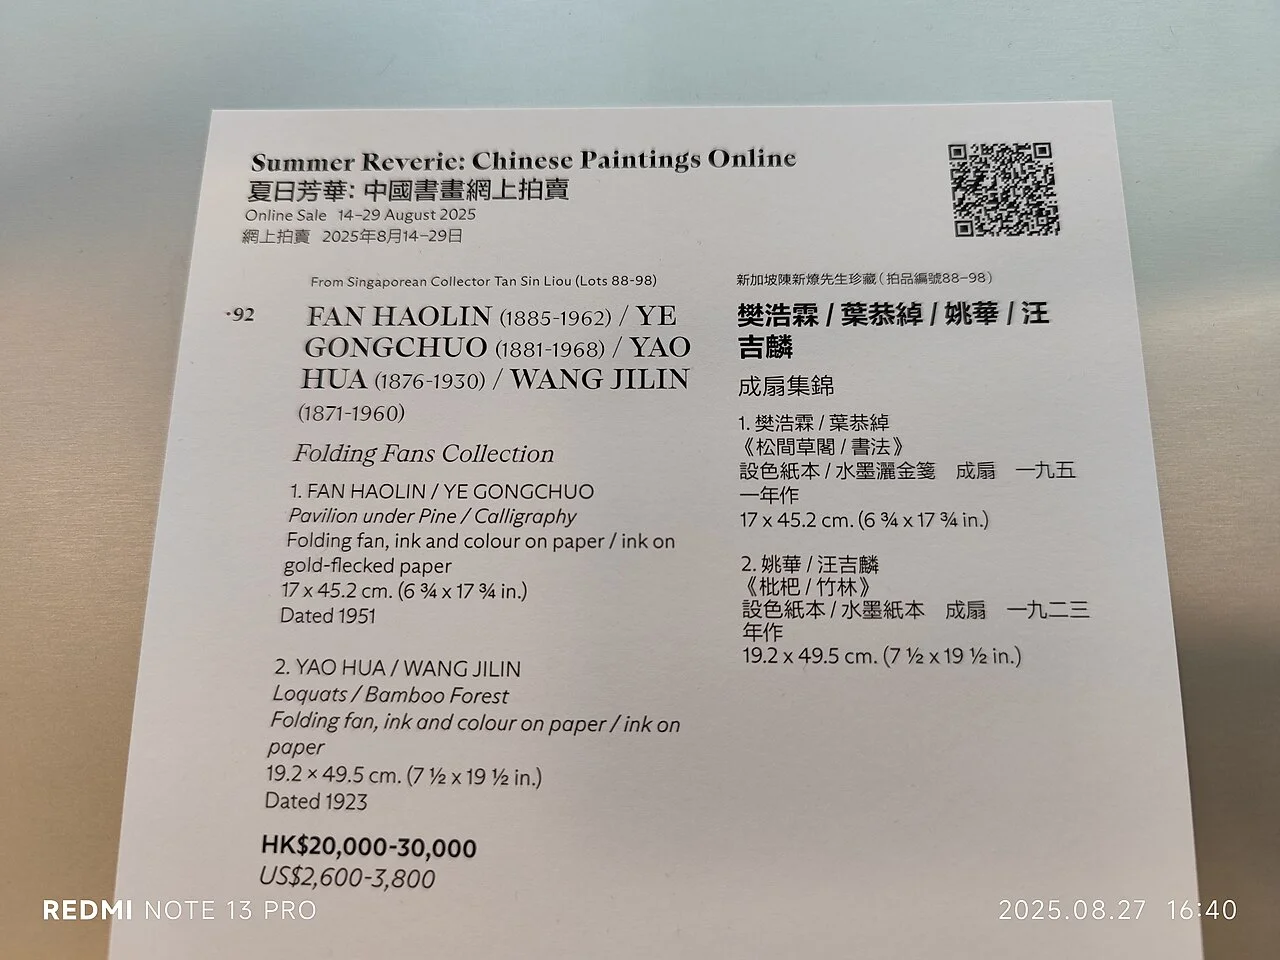 Summer Reverie: Chinese Paintings Online
夏日芳華: 中國書畫網上拍賣
Online Sale 14–29 August 2025
網上拍賣 2025年8月14–29日
From Singaporean Collector Tan Sin Liou (Lots 88-98)
•92
FAN HAOLIN (1885-1962) / YE
GONGCHUO (1881-1968) / YAO
HUA (1876-1930) / WANG JILIN
(1871-1960)
Folding Fans Collection
1. FAN HAOLIN / YE GONGCHUO
Pavilion under Pine / Calligraphy
Folding fan, ink and colour on paper / ink on
gold-flecked paper
17 x 45.2 cm. (6 ¾ x 17 ¾ in.)
Dated 1951
2. YAO HUA / WANG JILIN
Loquats / Bamboo Forest
Folding fan, ink and colour on paper / ink on
paper
19.2 × 49.5 cm. (7 ½ x 19 ½ in.)
Dated 1923
HK$20,000-30,000
US$2,600-3,800
新加坡陳新燎先生珍藏（拍品編號88–98）
樊浩霖 / 葉恭綽 / 姚華 / 汪
吉麟
成扇集錦
1. 樊浩霖 / 葉恭綽
《松間草閣 / 書法》
設色紙本 / 水墨灑金箋 成扇 一九五
一年作
17 x 45.2 cm. (6 ¾ x 17 ¾ in.)
2. 姚華 / 汪吉麟
《枇杷 / 竹林》
設色紙本 / 水墨紙本 成扇 一九二三
年作
19.2 x 49.5 cm. (7 ½ x 19 ½ in.)
REDMI NOTE 13 PRO
2025.08.27 16:40